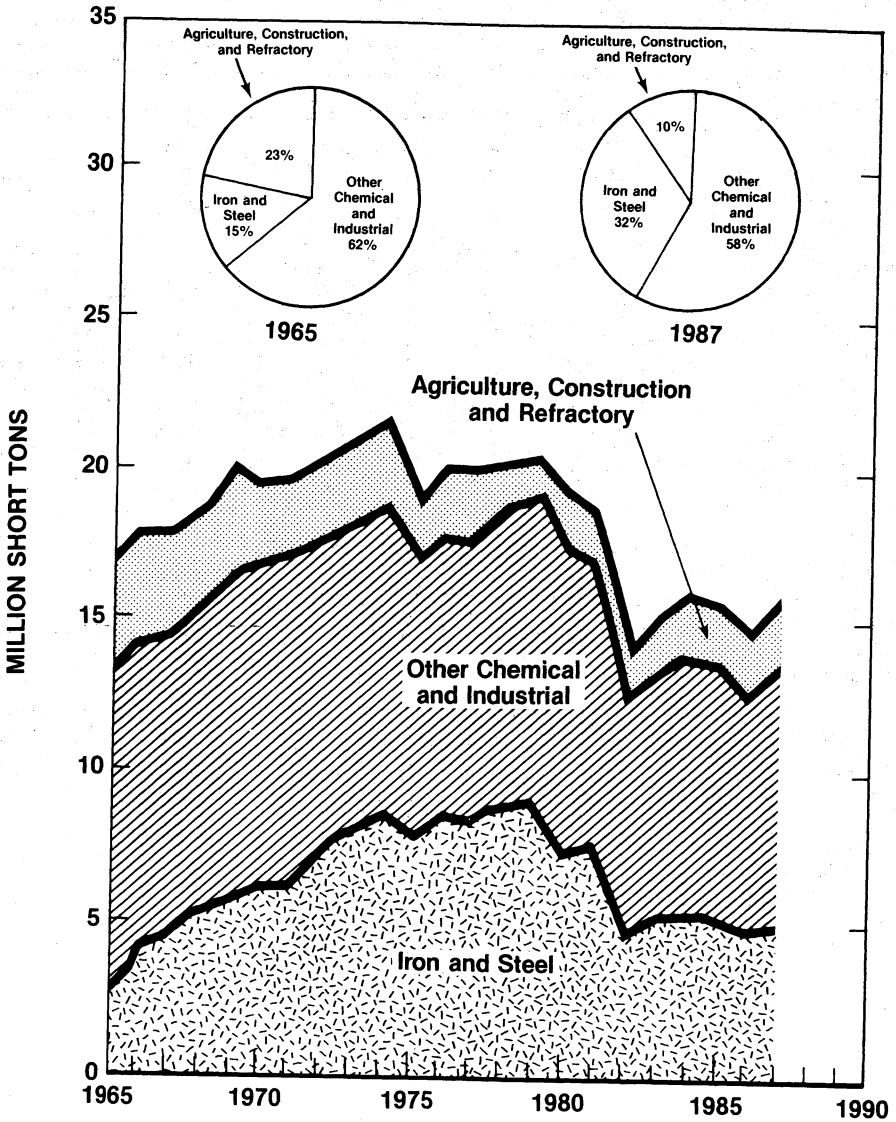 35
30
25
20
15
10
5
0
MILLION SHORT TONS
Agriculture, Construction,
and Refractory
23%
Iron and
Steel
15%
Other
Chemical
and
Industrial
62%
1965
Agriculture, Construction,
and Refractory
10%
Iron and
Steel
32%
Other
Chemical
and
Industrial
58%
1987
Agriculture, Construction
and Refractory
Other Chemical
and Industrial
Iron and Steel
1965
1970
1975
1980
1985
1990